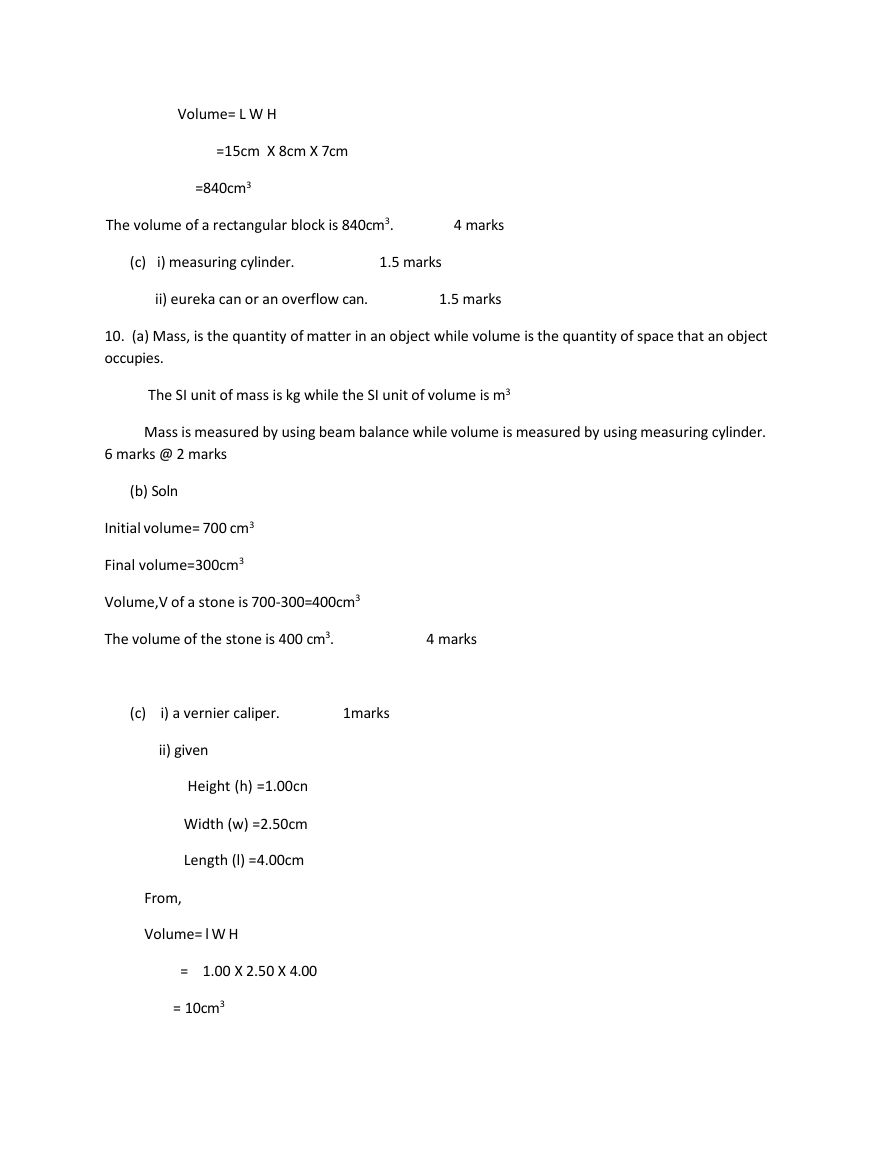 Volume= L W H
=15cm X 8cm X 7cm
=840cm³
The volume of a rectangular block is 840cm³. 4 marks
(c) i) measuring cylinder. 1.5 marks
ii) eureka can or an overflow can. 1.5 marks
10. (a) Mass, is the quantity of matter in an object while volume is the quantity of space that an object
occupies.
The SI unit of mass is kg while the SI unit of volume is m³
Mass is measured by using beam balance while volume is measured by using measuring cylinder.
6 marks @ 2 marks
(b) Soln
Initial volume= 700 cm³
Final volume=300cm³
Volume,V of a stone is 700-300=400cm³
The volume of the stone is 400 cm³. 4 marks
(c) i) a vernier caliper. 1marks
ii) given
Height (h) =1.00cn
Width (w) =2.50cm
Length (l) =4.00cm
From,
Volume= l W H
= 1.00 X 2.50 X 4.00
= 10cm³